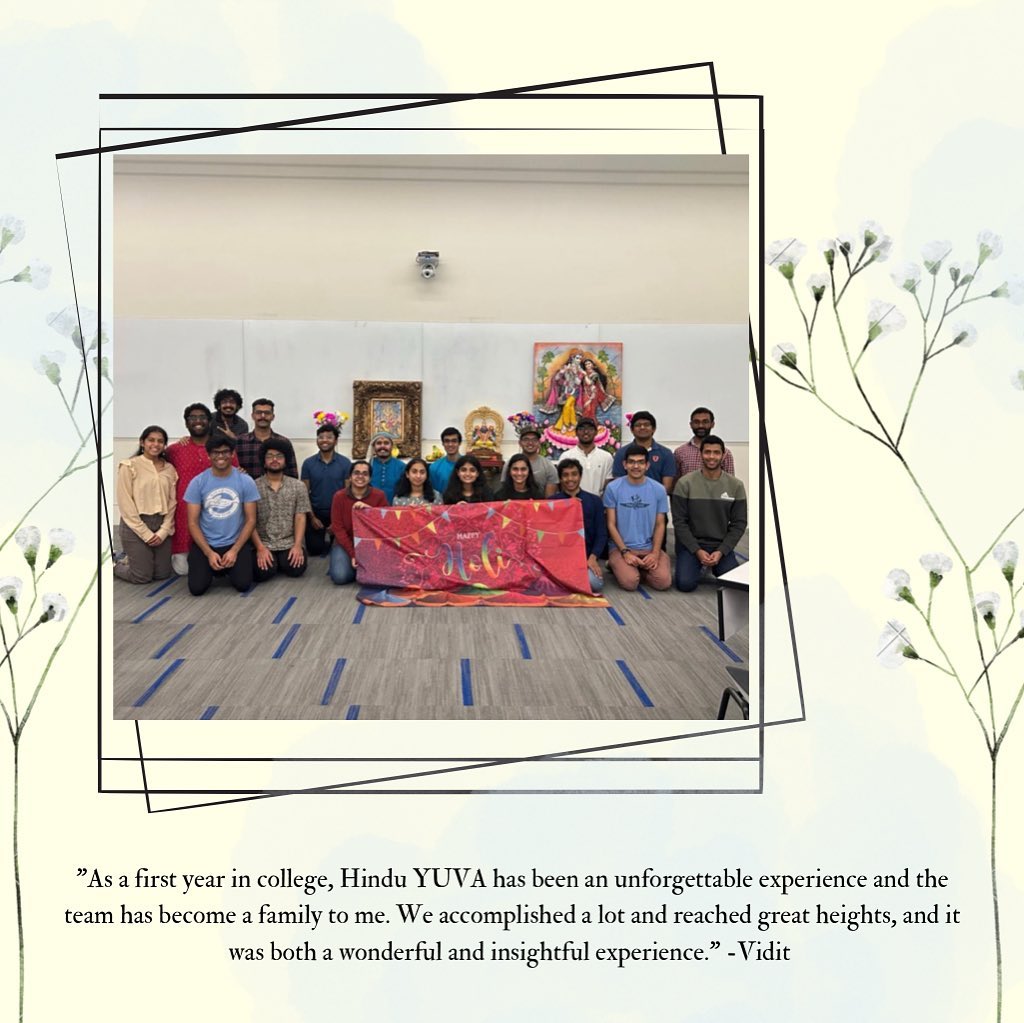 HAPPY
Holi
”As a first year in college, Hindu YUVA has been an unforgettable experience and the
team has become a family to me. We accomplished a lot and reached great heights, and it
was both a wonderful and insightful experience.” -Vidit